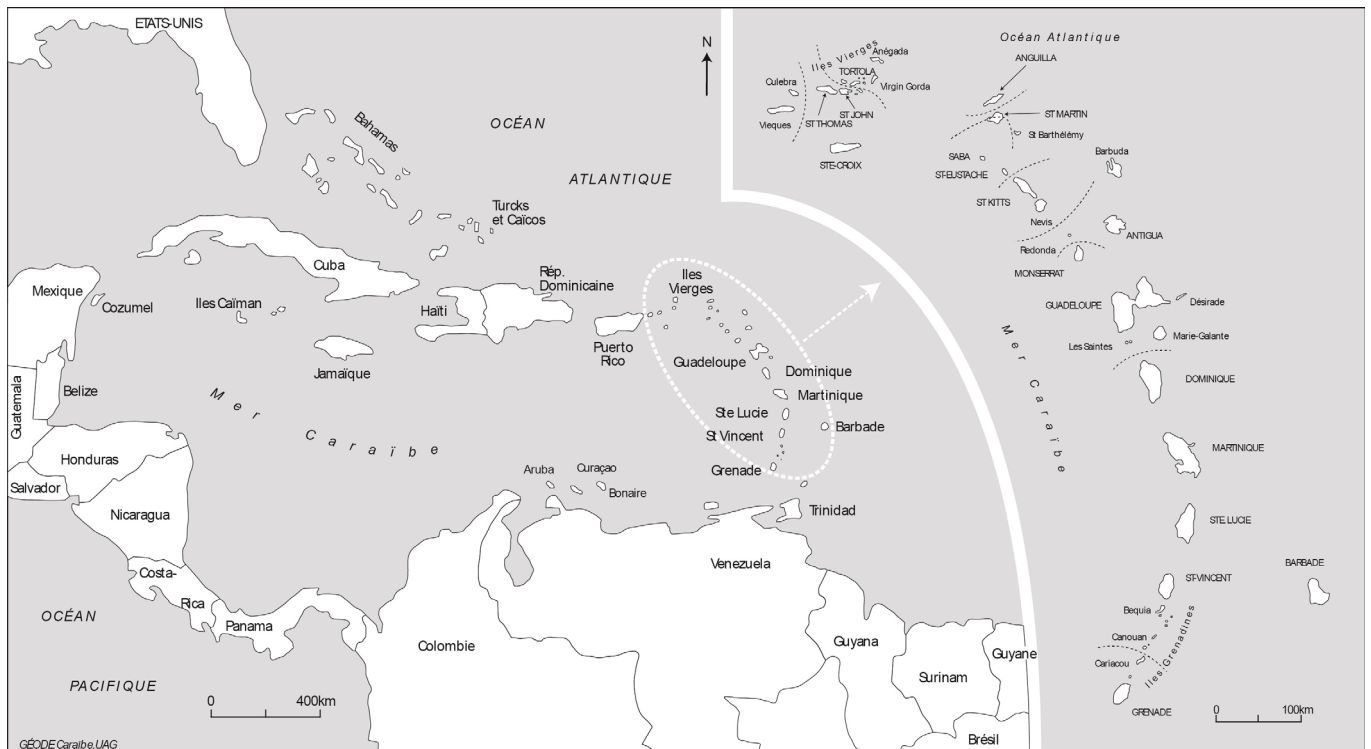 ETATS-UNIS
Bahamas
OCÉAN
ATLANTIQUE
N
Turcks
et Caïcos
Cuba
Mexique
Cozumel
Iles Caïman
Haïti
Rép.
Dominicaine
Iles
Vierges
Puerto
Rico
Jamaïque
Guadeloupe
Dominique
Martinique
Ste Lucie
St Vincent
Barbade
Grenade
Belize
Guatemala
Honduras
Salvador
Nicaragua
Mer Caraïbe
Aruba
Curaçao
Bonaire
Trinidad
Costa-
Rica
Panama
Venezuela
Colombie
Guyana
Surinam
Guyane
Brésil
OCÉAN
PACIFIQUE
0 400km
GÉODE Caraïbe,UAG
Océan Atlantique
Iles Vierges
Anégada
Culebra
TORTOLA
Virgin Gorda
Vieques
ST THOMAS
ST JOHN
STE-CROIX
ANGUILLA
ST MARTIN
St Barthélémy
SABA
ST-EUSTACHE
Barbuda
ST KITTS
Nevis
ANTIGUA
Redonda
MONSERRAT
GUADELOUPE
Désirade
Marie-Galante
Les Saintes
DOMINIQUE
Mer Caraïbe
MARTINIQUE
STE LUCIE
ST-VINCENT
BARBADE
Bequia
Canouan
Cariacou
Iles Grenadines
GRENADE
0 100km